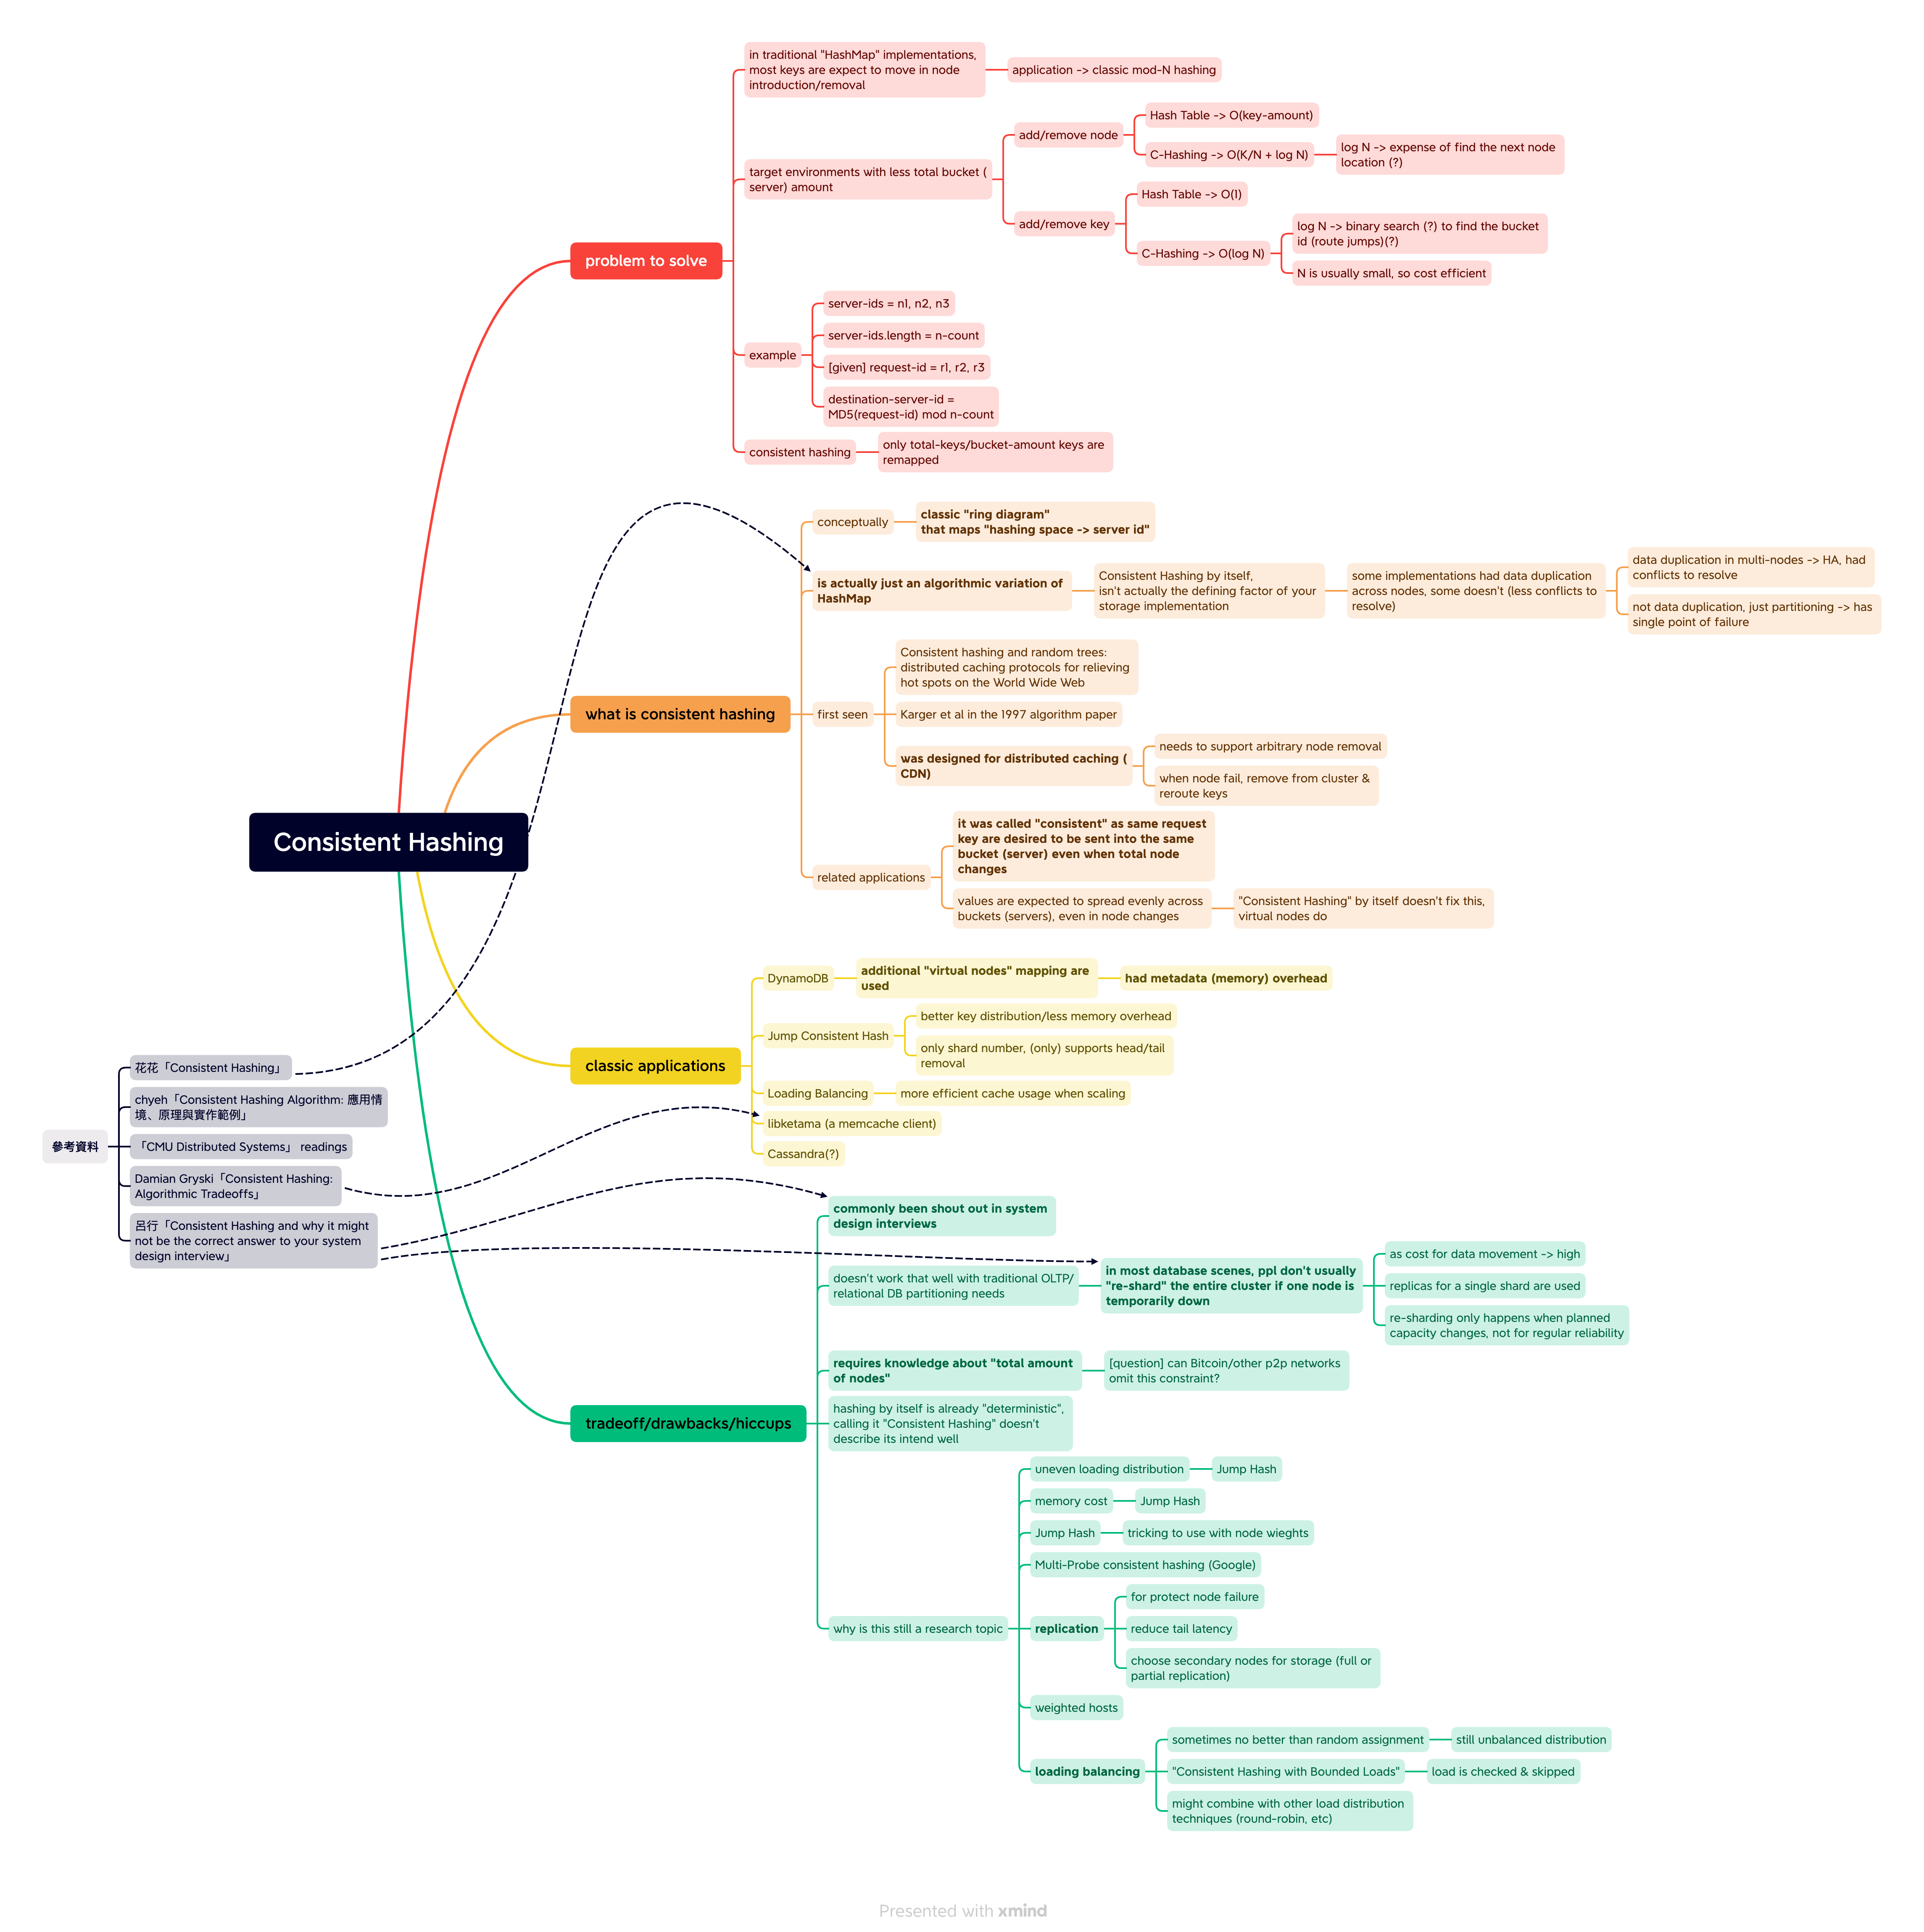 in traditional "HashMap" implementations,
most keys are expect to move in node
introduction/removal
application -> classic mod-N hashing
target environments with less total bucket (
server) amount
add/remove node
Hash Table -> O(key-amount)
C-Hashing -> O(K/N + log N)
log N -> expense of find the next node
location (?)
add/remove key
Hash Table -> O(1)
C-Hashing -> O(log N)
log N -> binary search (?) to find the bucket
id (route jumps)(?)
N is usually small, so cost efficient
problem to solve
example
server-ids = n1, n2, n3
server-ids.length = n-count
[given] request-id = r1, r2, r3
destination-server-id =
MD5(request-id) mod n-count
consistent hashing
only total-keys/bucket-amount keys are
remapped
conceptually
classic "ring diagram"
that maps "hashing space -> server id"
is actually just an algorithmic variation of
HashMap
Consistent Hashing by itself,
isn't actually the defining factor of your
storage implementation
some implementations had data duplication
across nodes, some doesn't (less conflicts to
resolve)
data duplication in multi-nodes -> HA, had
conflicts to resolve
not data duplication, just partitioning -> has
single point of failure
what is consistent hashing
first seen
Consistent hashing and random trees:
distributed caching protocols for relieving
hot spots on the World Wide Web
Karger et al in the 1997 algorithm paper
was designed for distributed caching (
CDN)
needs to support arbitrary node removal
when node fail, remove from cluster &
reroute keys
Consistent Hashing
related applications
it was called "consistent" as same request
key are desired to be sent into the same
bucket (server) even when total node
changes
values are expected to spread evenly across
buckets (servers), even in node changes
"Consistent Hashing" by itself doesn't fix this,
virtual nodes do
classic applications
DynamoDB
additional "virtual nodes" mapping are
used
had metadata (memory) overhead
Jump Consistent Hash
better key distribution/less memory overhead
only shard number, (only) supports head/tail
removal
Loading Balancing
more efficient cache usage when scaling
libketama (a memcache client)
Cassandra(?)
參考資料
花花「Consistent Hashing」
chyeh「Consistent Hashing Algorithm: 應用情
境、原理與實作範例」
「CMU Distributed Systems」 readings
Damian Gryski「Consistent Hashing:
Algorithmic Tradeoffs」
呂行「Consistent Hashing and why it might
not be the correct answer to your system
design interview」
tradeoff/drawbacks/hiccups
commonly been shout out in system
design interviews
doesn't work that well with traditional OLTP/
relational DB partitioning needs
in most database scenes, ppl don't usually
"re-shard" the entire cluster if one node is
temporarily down
as cost for data movement -> high
replicas for a single shard are used
re-sharding only happens when planned
capacity changes, not for regular reliability
requires knowledge about "total amount
of nodes"
[question] can Bitcoin/other p2p networks
omit this constraint?
hashing by itself is already "deterministic",
calling it "Consistent Hashing" doesn't
describe its intend well
why is this still a research topic
uneven loading distribution
Jump Hash
memory cost
Jump Hash
Jump Hash
tricking to use with node wieghts
Multi-Probe consistent hashing (Google)
replication
for protect node failure
reduce tail latency
choose secondary nodes for storage (full or
partial replication)
weighted hosts
loading balancing
sometimes no better than random assignment
still unbalanced distribution
"Consistent Hashing with Bounded Loads"
load is checked & skipped
might combine with other load distribution
techniques (round-robin, etc)
Presented with xmind